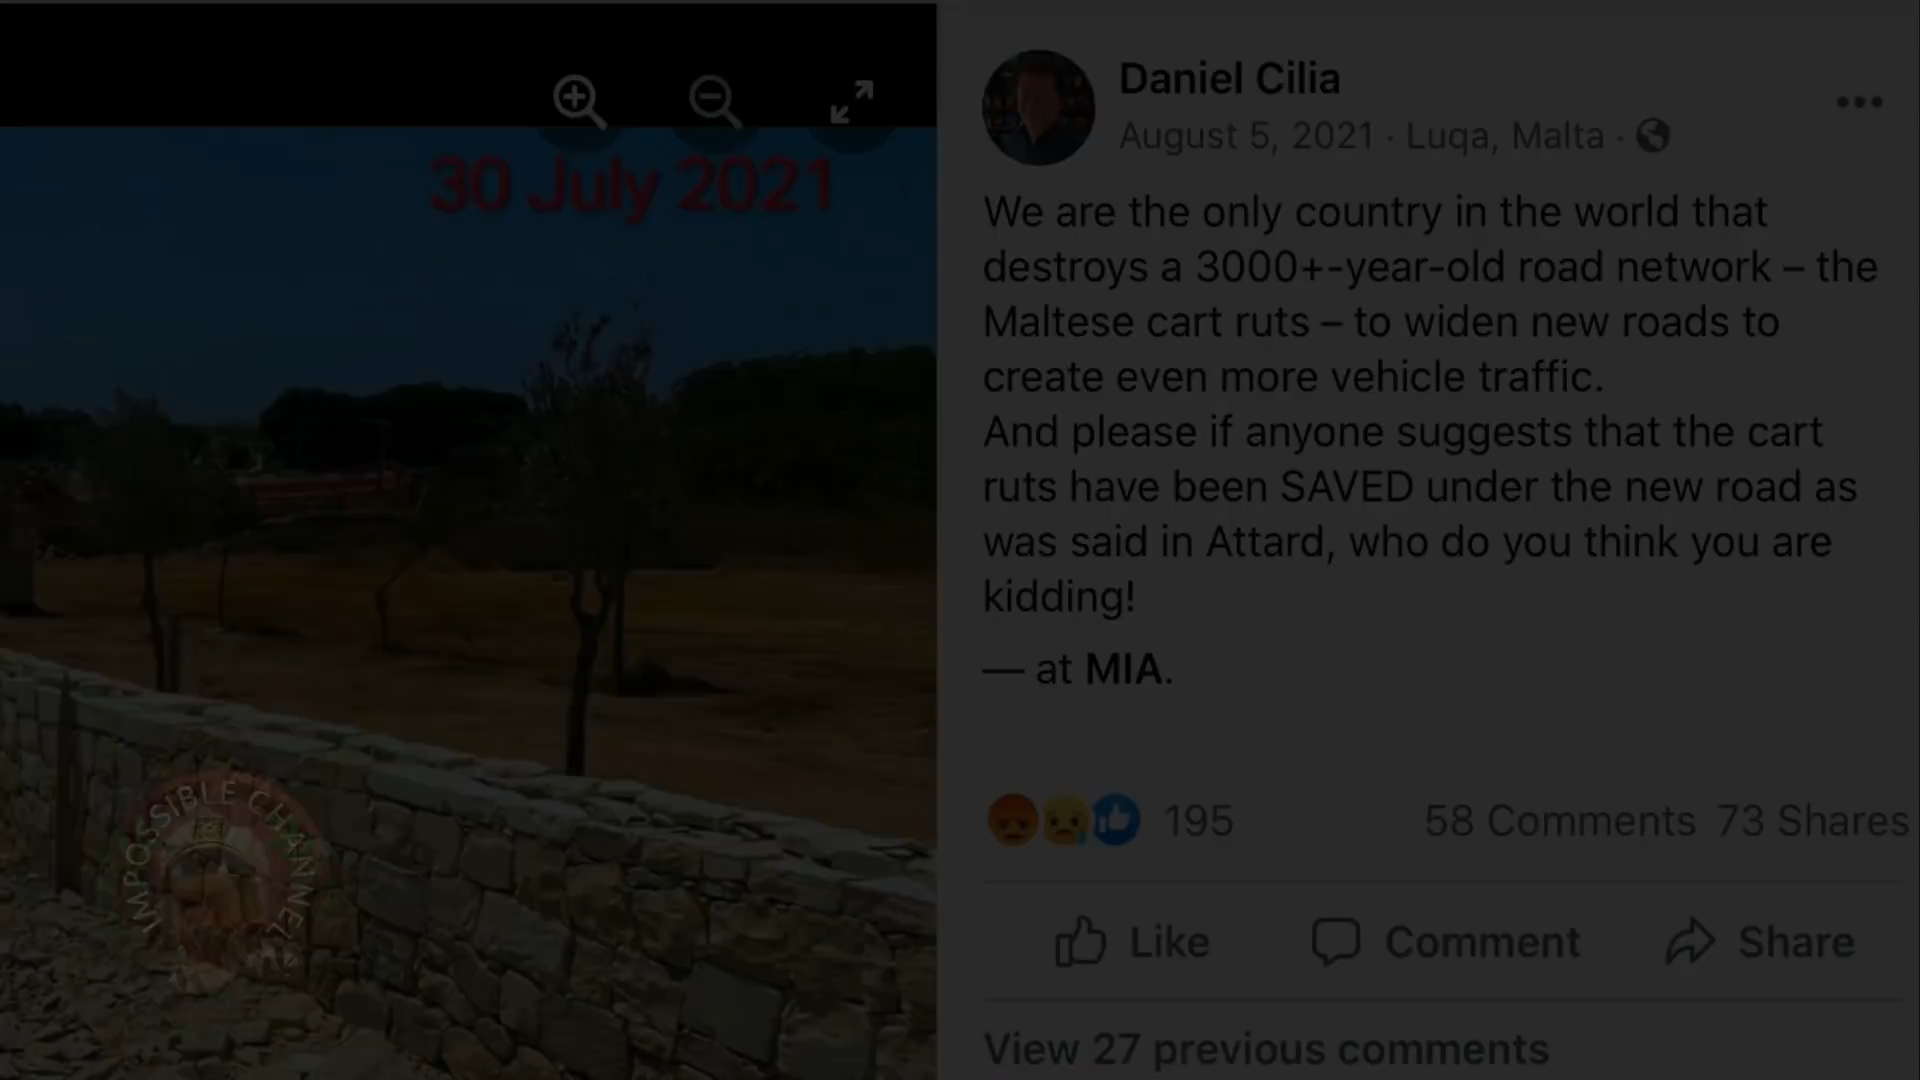 30 July 2021
IMPOSSIBLE CHANNEL
Daniel Cilia
August 5, 2021 · Luqa, Malta ·
We are the only country in the world that
destroys a 3000+-year-old road network – the
Maltese cart ruts – to widen new roads to
create even more vehicle traffic.
And please if anyone suggests that the cart
ruts have been SAVED under the new road as
was said in Attard, who do you think you are
kidding!
— at MIA.
195
58 Comments 73 Shares
Like
Comment
Share
View 27 previous comments